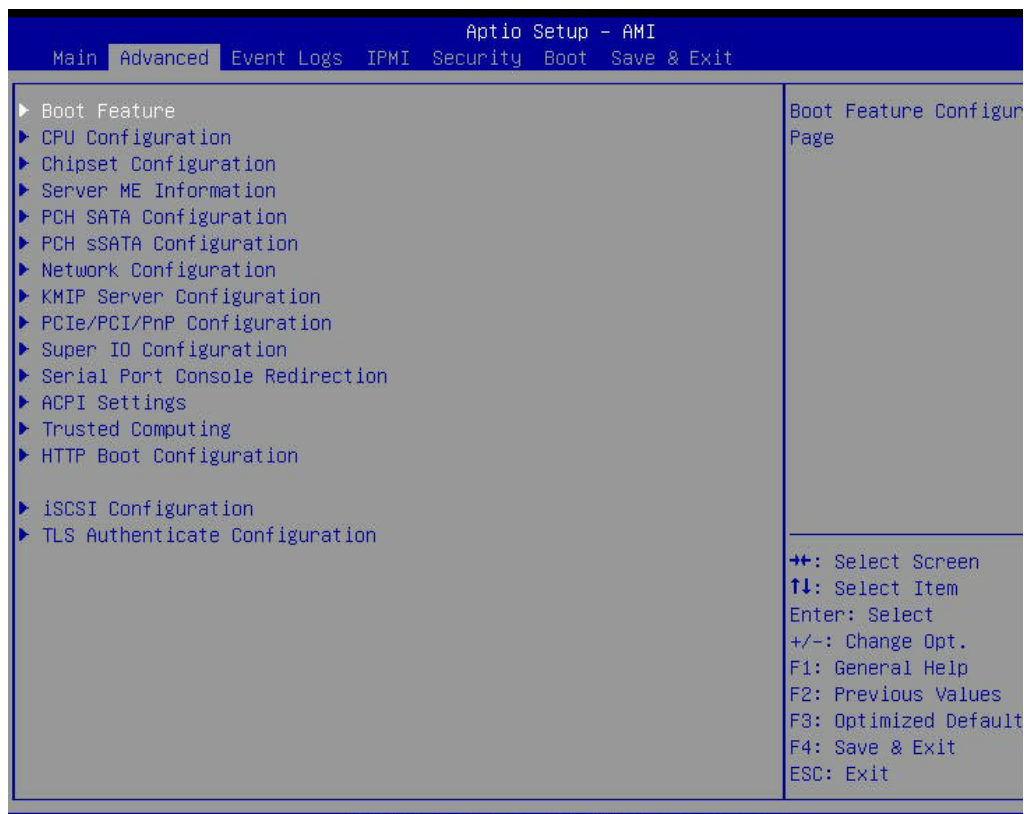 Aptio Setup – AMI
Main Advanced Event Logs IPMI Security Boot Save & Exit
Boot Feature
CPU Configuration
Chipset Configuration
Server ME Information
PCH SATA Configuration
PCH sSATA Configuration
Network Configuration
KMIP Server Configuration
PCIe/PCI/PnP Configuration
Super IO Configuration
Serial Port Console Redirection
ACPI Settings
Trusted Computing
HTTP Boot Configuration
iSCSI Configuration
TLS Authenticate Configuration
Boot Feature Configur
Page
→←: Select Screen
↑↓: Select Item
Enter: Select
+/-: Change Opt.
F1: General Help
F2: Previous Values
F3: Optimized Default
F4: Save & Exit
ESC: Exit